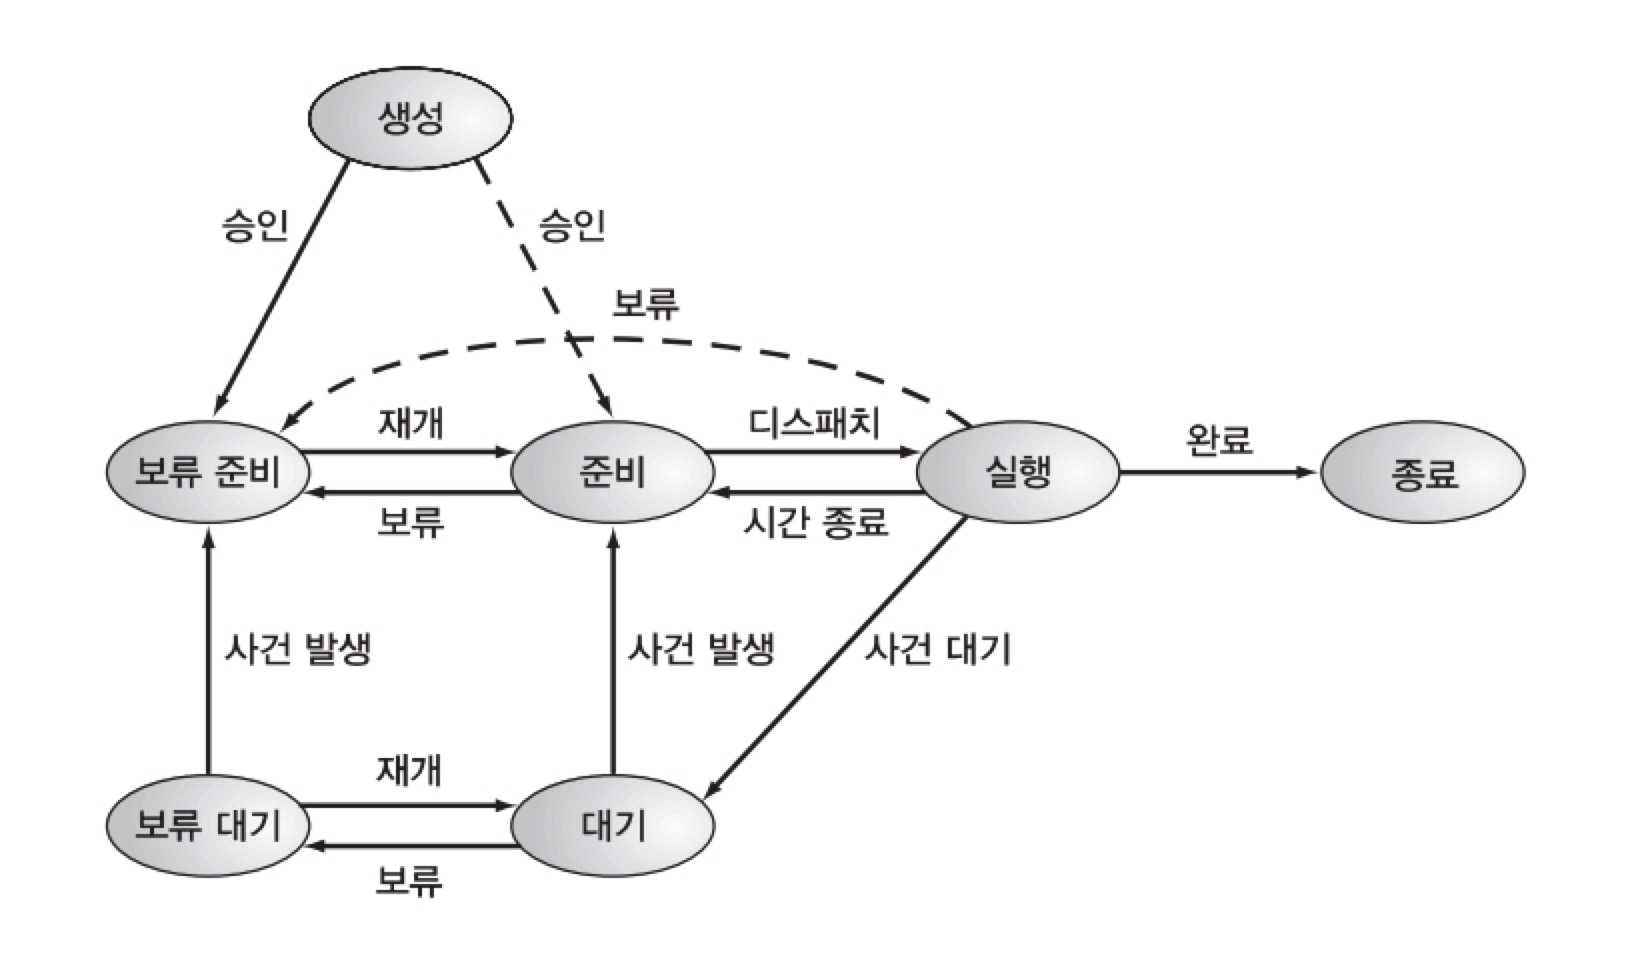 생성
승인
승인
보류
재개
디스패치
완료
보류 준비
준비
실행
종료
보류
시간 종료
사건 발생
사건 발생
사건 대기
재개
보류 대기
대기
보류